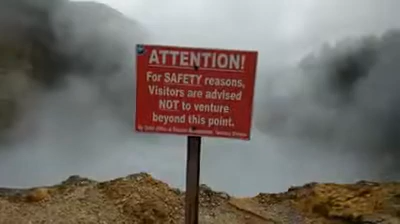 ATTENTION!
For SAFETY reasons,
Visitors are advised
NOT to venture
beyond this point.